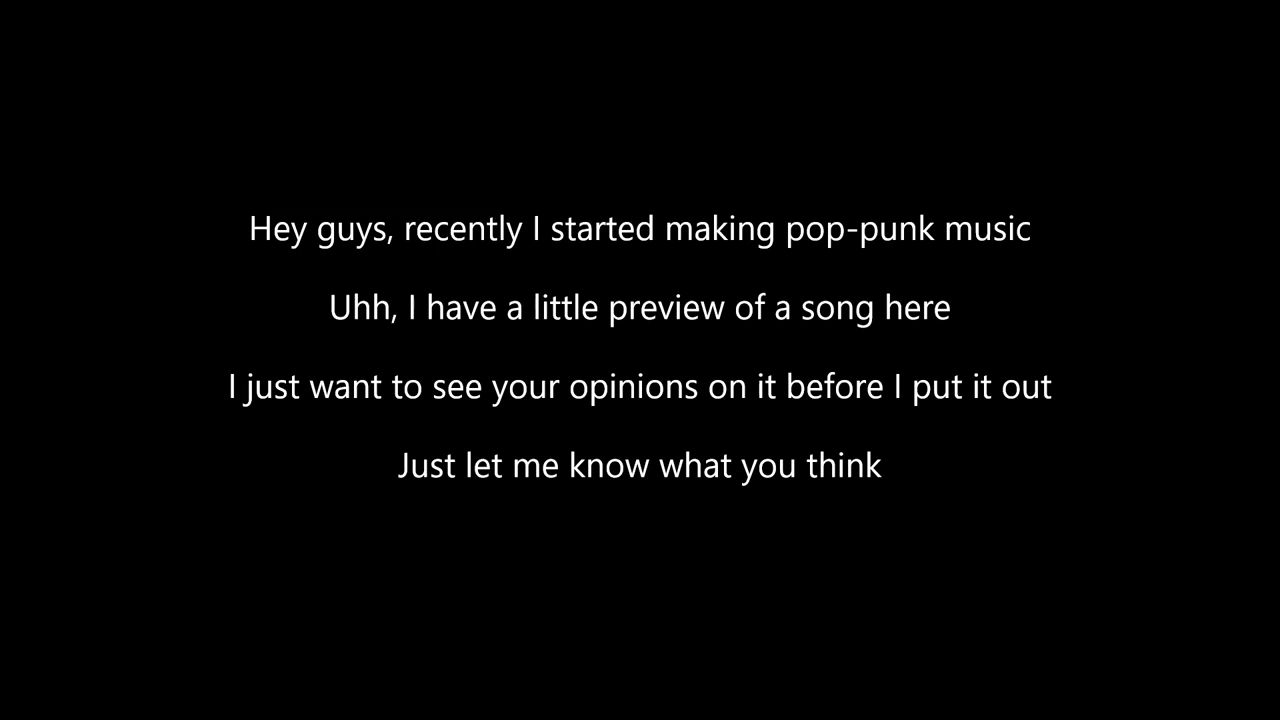 Hey guys, recently I started making pop-punk music
Uhh, I have a little preview of a song here
I just want to see your opinions on it before I put it out
Just let me know what you think